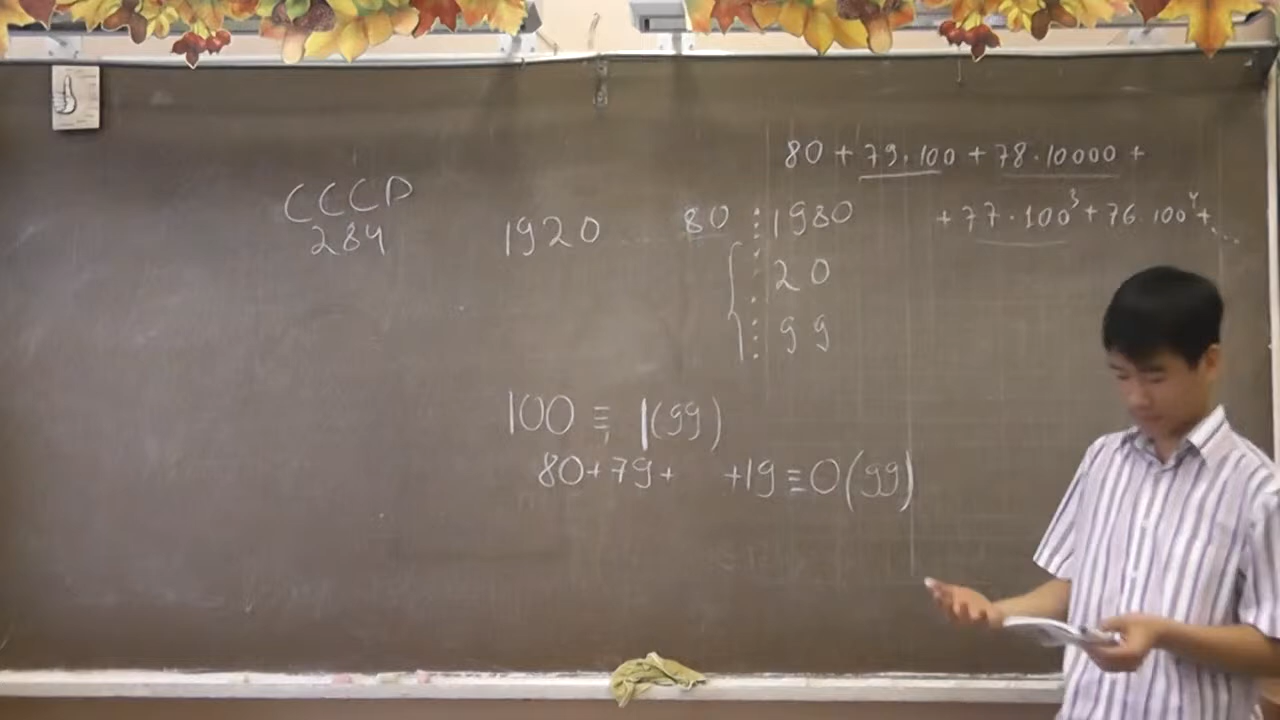 80 + 79·100 + 78·10000 +
+ 77·100³ + 76·100⁴ + ...
СССР
284
1920 ..... 80 ⋮ 1980
{ ⋮ 20
⋮ 99
100 ≡ 1(99)
80+79+ +19≡0(99)